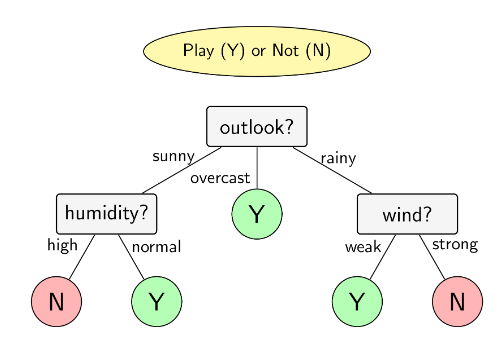 Play (Y) or Not (N)
outlook?
sunny
overcast
rainy
humidity?
Y
wind?
high
normal
weak
strong
N
Y
Y
N